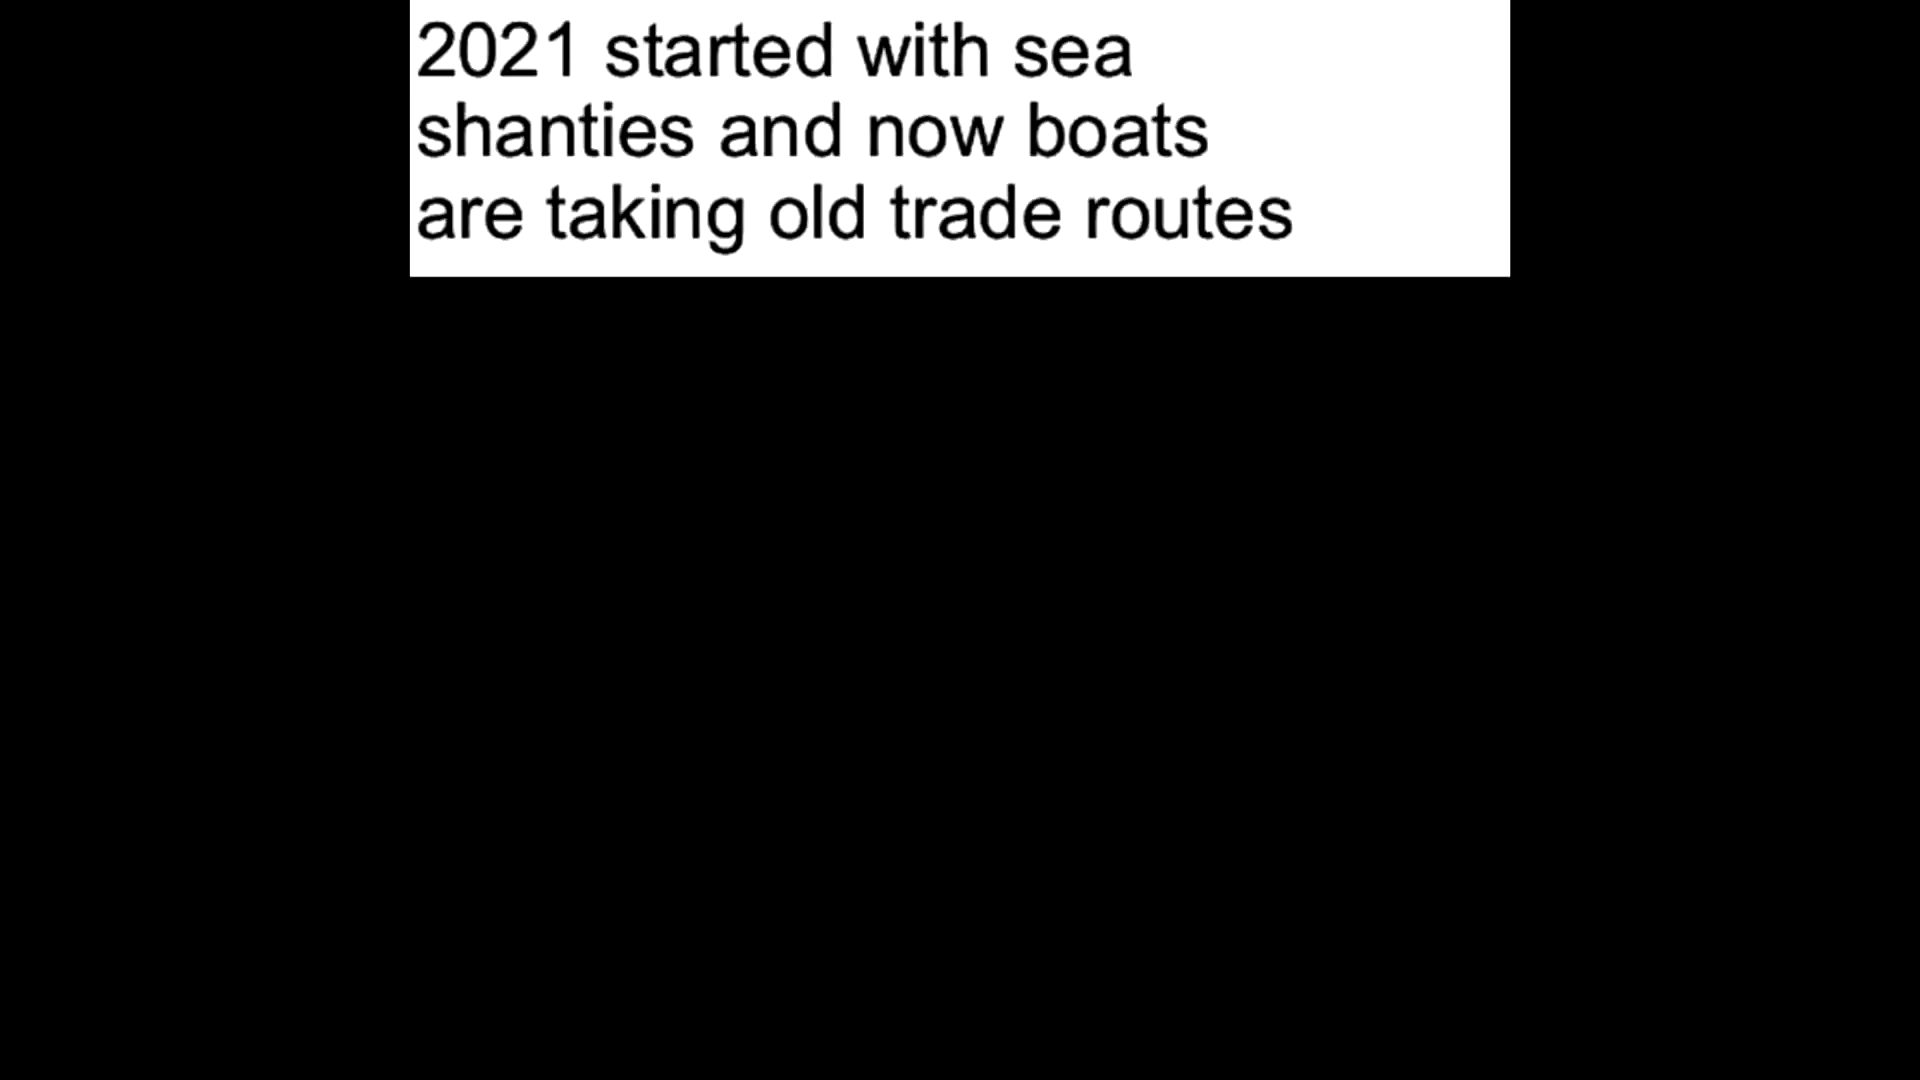 2021 started with sea
shanties and now boats
are taking old trade routes